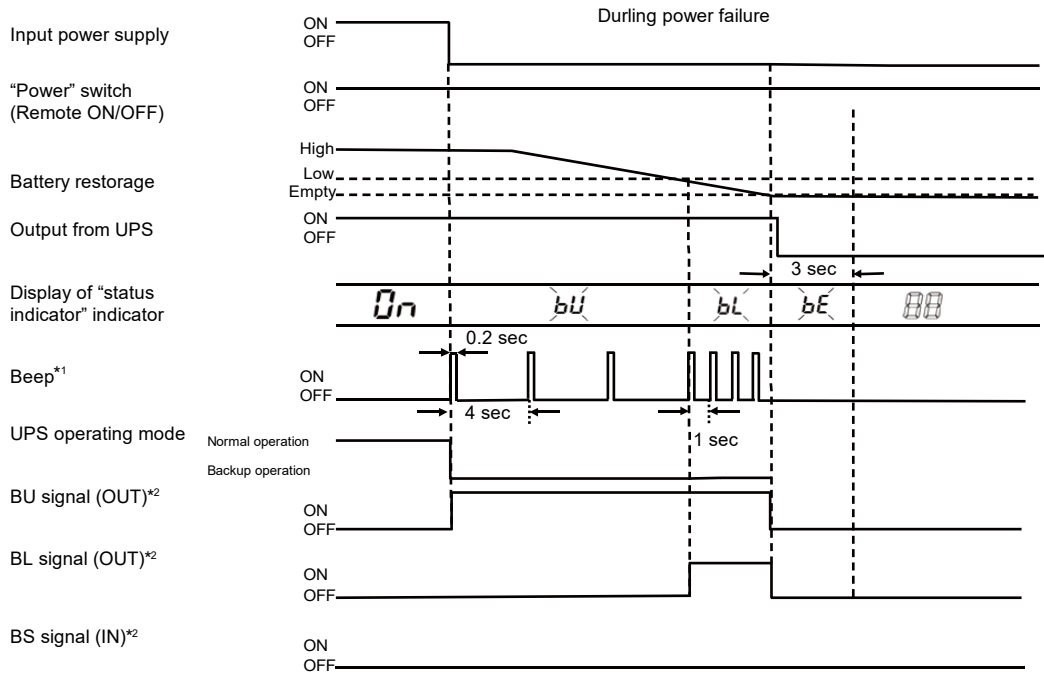 Durling power failure
Input power supply
ON
OFF
“Power” switch
(Remote ON/OFF)
ON
OFF
Battery restorage
High
Low
Empty
Output from UPS
ON
OFF
3 sec
Display of “status
indicator” indicator
On
bU
bL
bE
88
0.2 sec
Beep*1
ON
OFF
4 sec
1 sec
UPS operating mode
Normal operation
Backup operation
BU signal (OUT)*2
ON
OFF
BL signal (OUT)*2
ON
OFF
BS signal (IN)*2
ON
OFF